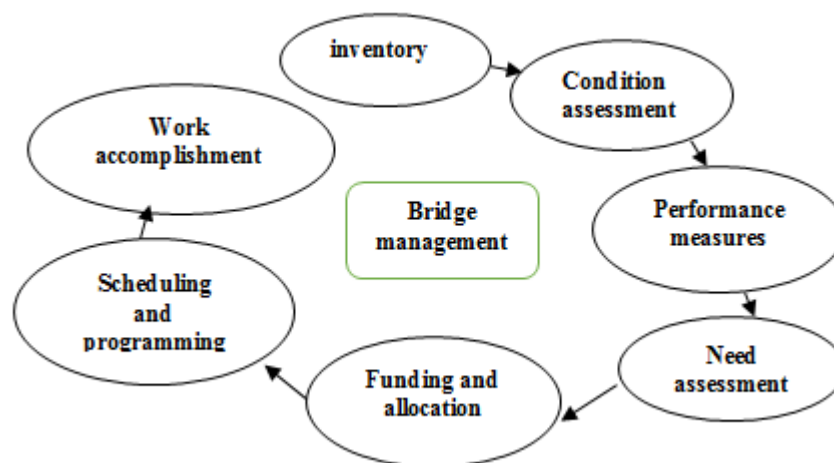 inventory
Condition
assessment
Performance
measures
Need
assessment
Funding and
allocation
Scheduling
and
programming
Work
accomplishment
Bridge
management